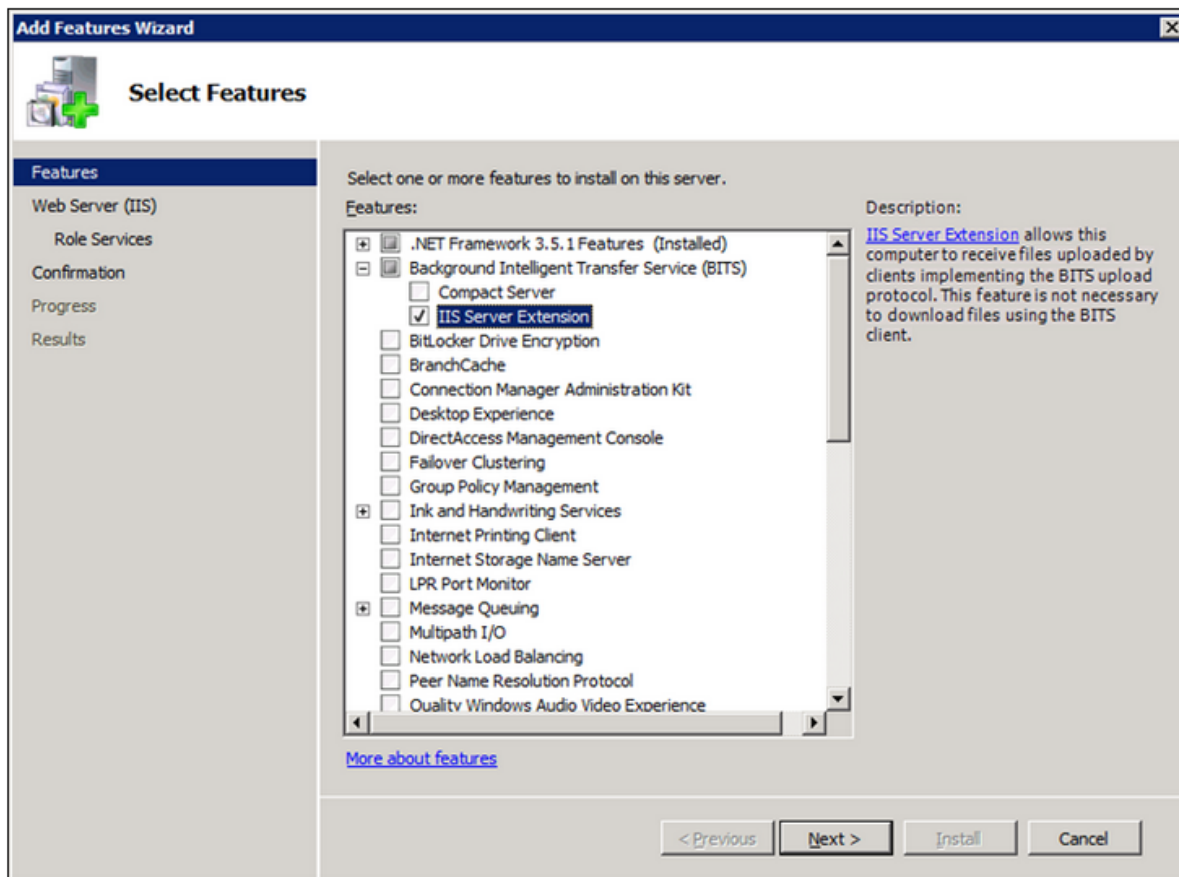 Add Features Wizard
Select Features
Features
Web Server (IIS)
Role Services
Confirmation
Progress
Results
Select one or more features to install on this server.
Features:
.NET Framework 3.5.1 Features (Installed)
Background Intelligent Transfer Service (BITS)
Compact Server
IIS Server Extension
BitLocker Drive Encryption
BranchCache
Connection Manager Administration Kit
Desktop Experience
DirectAccess Management Console
Failover Clustering
Group Policy Management
Ink and Handwriting Services
Internet Printing Client
Internet Storage Name Server
LPR Port Monitor
Message Queuing
Multipath I/O
Network Load Balancing
Peer Name Resolution Protocol
Quality Windows Audio Video Experience
More about features
Description:
IIS Server Extension allows this
computer to receive files uploaded by
clients implementing the BITS upload
protocol. This feature is not necessary
to download files using the BITS
client.
< Previous
Next >
Install
Cancel